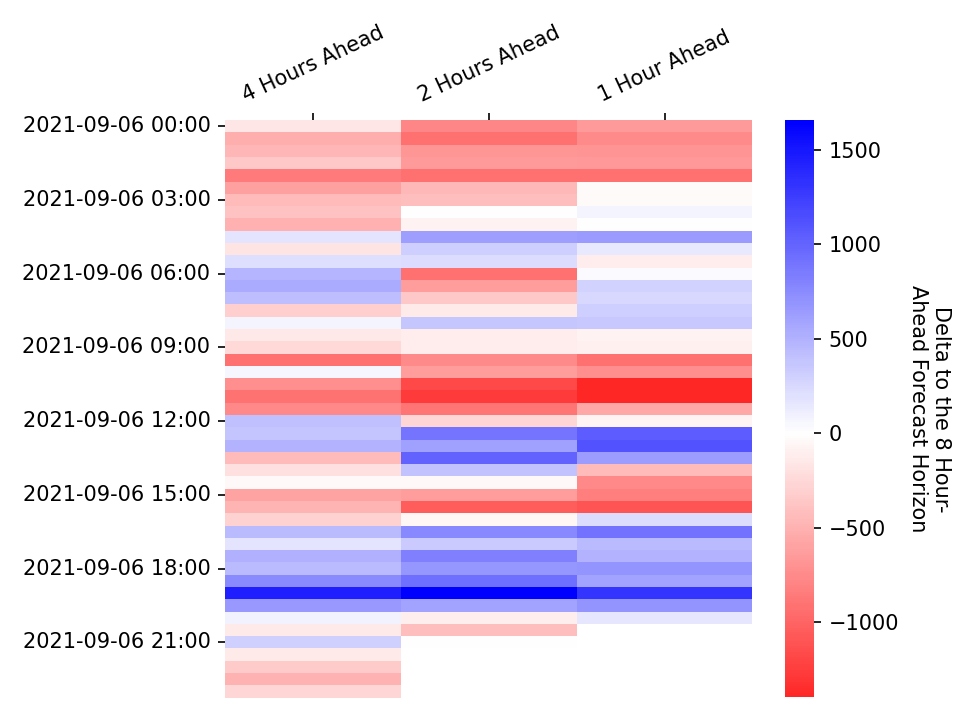 4 Hours Ahead
2 Hours Ahead
1 Hour Ahead
2021-09-06 00:00
2021-09-06 03:00
2021-09-06 06:00
2021-09-06 09:00
2021-09-06 12:00
2021-09-06 15:00
2021-09-06 18:00
2021-09-06 21:00
1500
1000
500
0
−500
−1000
Delta to the 8 Hour-
Ahead Forecast Horizon